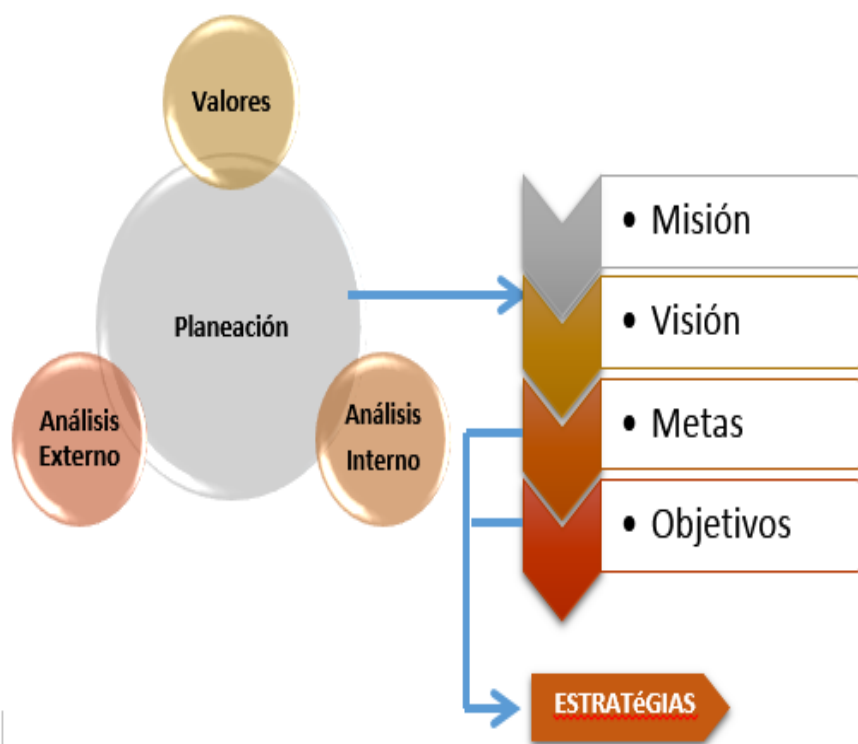 Valores
Planeación
Análisis
Externo
Análisis
Interno
• Misión
• Visión
• Metas
• Objetivos
ESTRATéGIAS